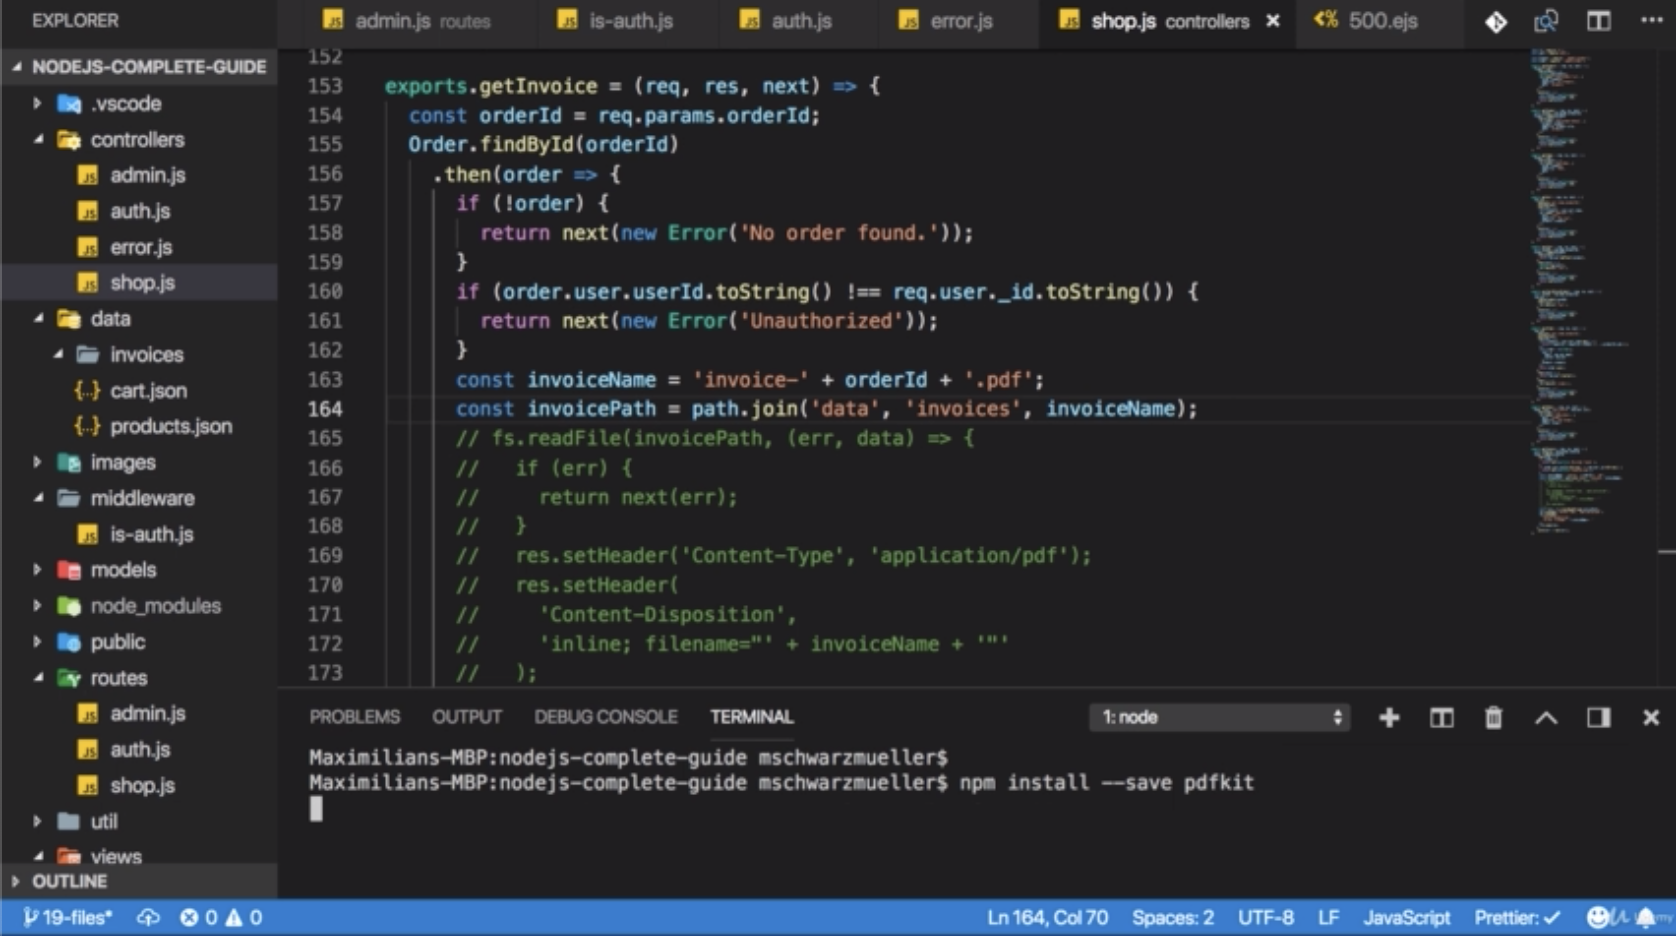 EXPLORER
admin.js routes
is-auth.js
auth.js
error.js
shop.js controllers
500.ejs
NODEJS-COMPLETE-GUIDE
.vscode
controllers
admin.js
auth.js
error.js
shop.js
data
invoices
cart.json
products.json
images
middleware
is-auth.js
models
node_modules
public
routes
admin.js
auth.js
shop.js
util
views
OUTLINE
152
153 exports.getInvoice = (req, res, next) => {
154 const orderId = req.params.orderId;
155 Order.findById(orderId)
156 .then(order => {
157 if (!order) {
158 return next(new Error('No order found.'));
159 }
160 if (order.user.userId.toString() !== req.user._id.toString()) {
161 return next(new Error('Unauthorized'));
162 }
163 const invoiceName = 'invoice-' + orderId + '.pdf';
164 const invoicePath = path.join('data', 'invoices', invoiceName);
165 // fs.readFile(invoicePath, (err, data) => {
166 // if (err) {
167 // return next(err);
168 // }
169 // res.setHeader('Content-Type', 'application/pdf');
170 // res.setHeader(
171 // 'Content-Disposition',
172 // 'inline; filename="' + invoiceName + '"'
173 // );
PROBLEMS OUTPUT DEBUG CONSOLE TERMINAL 1: node
Maximilians-MBP:nodejs-complete-guide mschwarzmueller$
Maximilians-MBP:nodejs-complete-guide mschwarzmueller$ npm install --save pdfkit
19-files* 0 0 Ln 164, Col 70 Spaces: 2 UTF-8 LF JavaScript Prettier: ✓